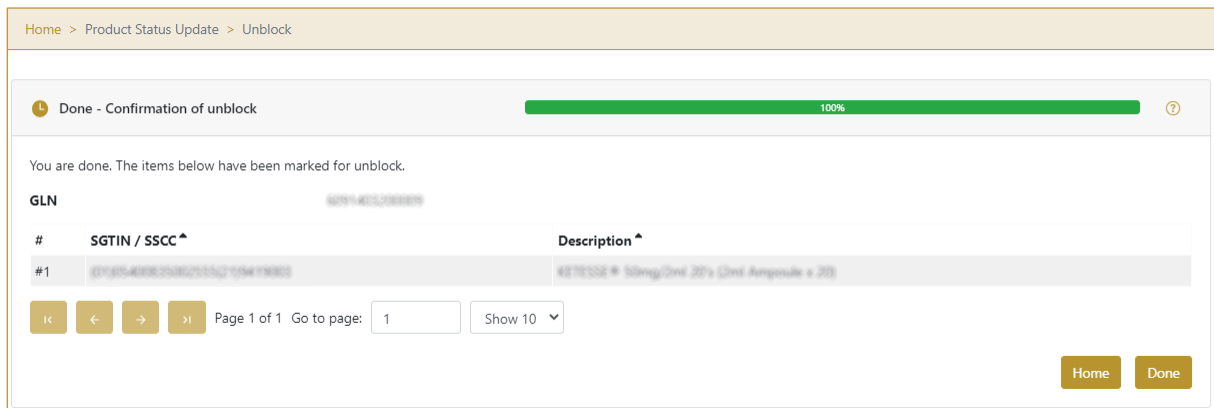 Home > Product Status Update > Unblock
Done - Confirmation of unblock
100%
You are done. The items below have been marked for unblock.
GLN
# SGTIN / SSCC Description
#1
Page 1 of 1 Go to page: 1 Show 10
Home Done